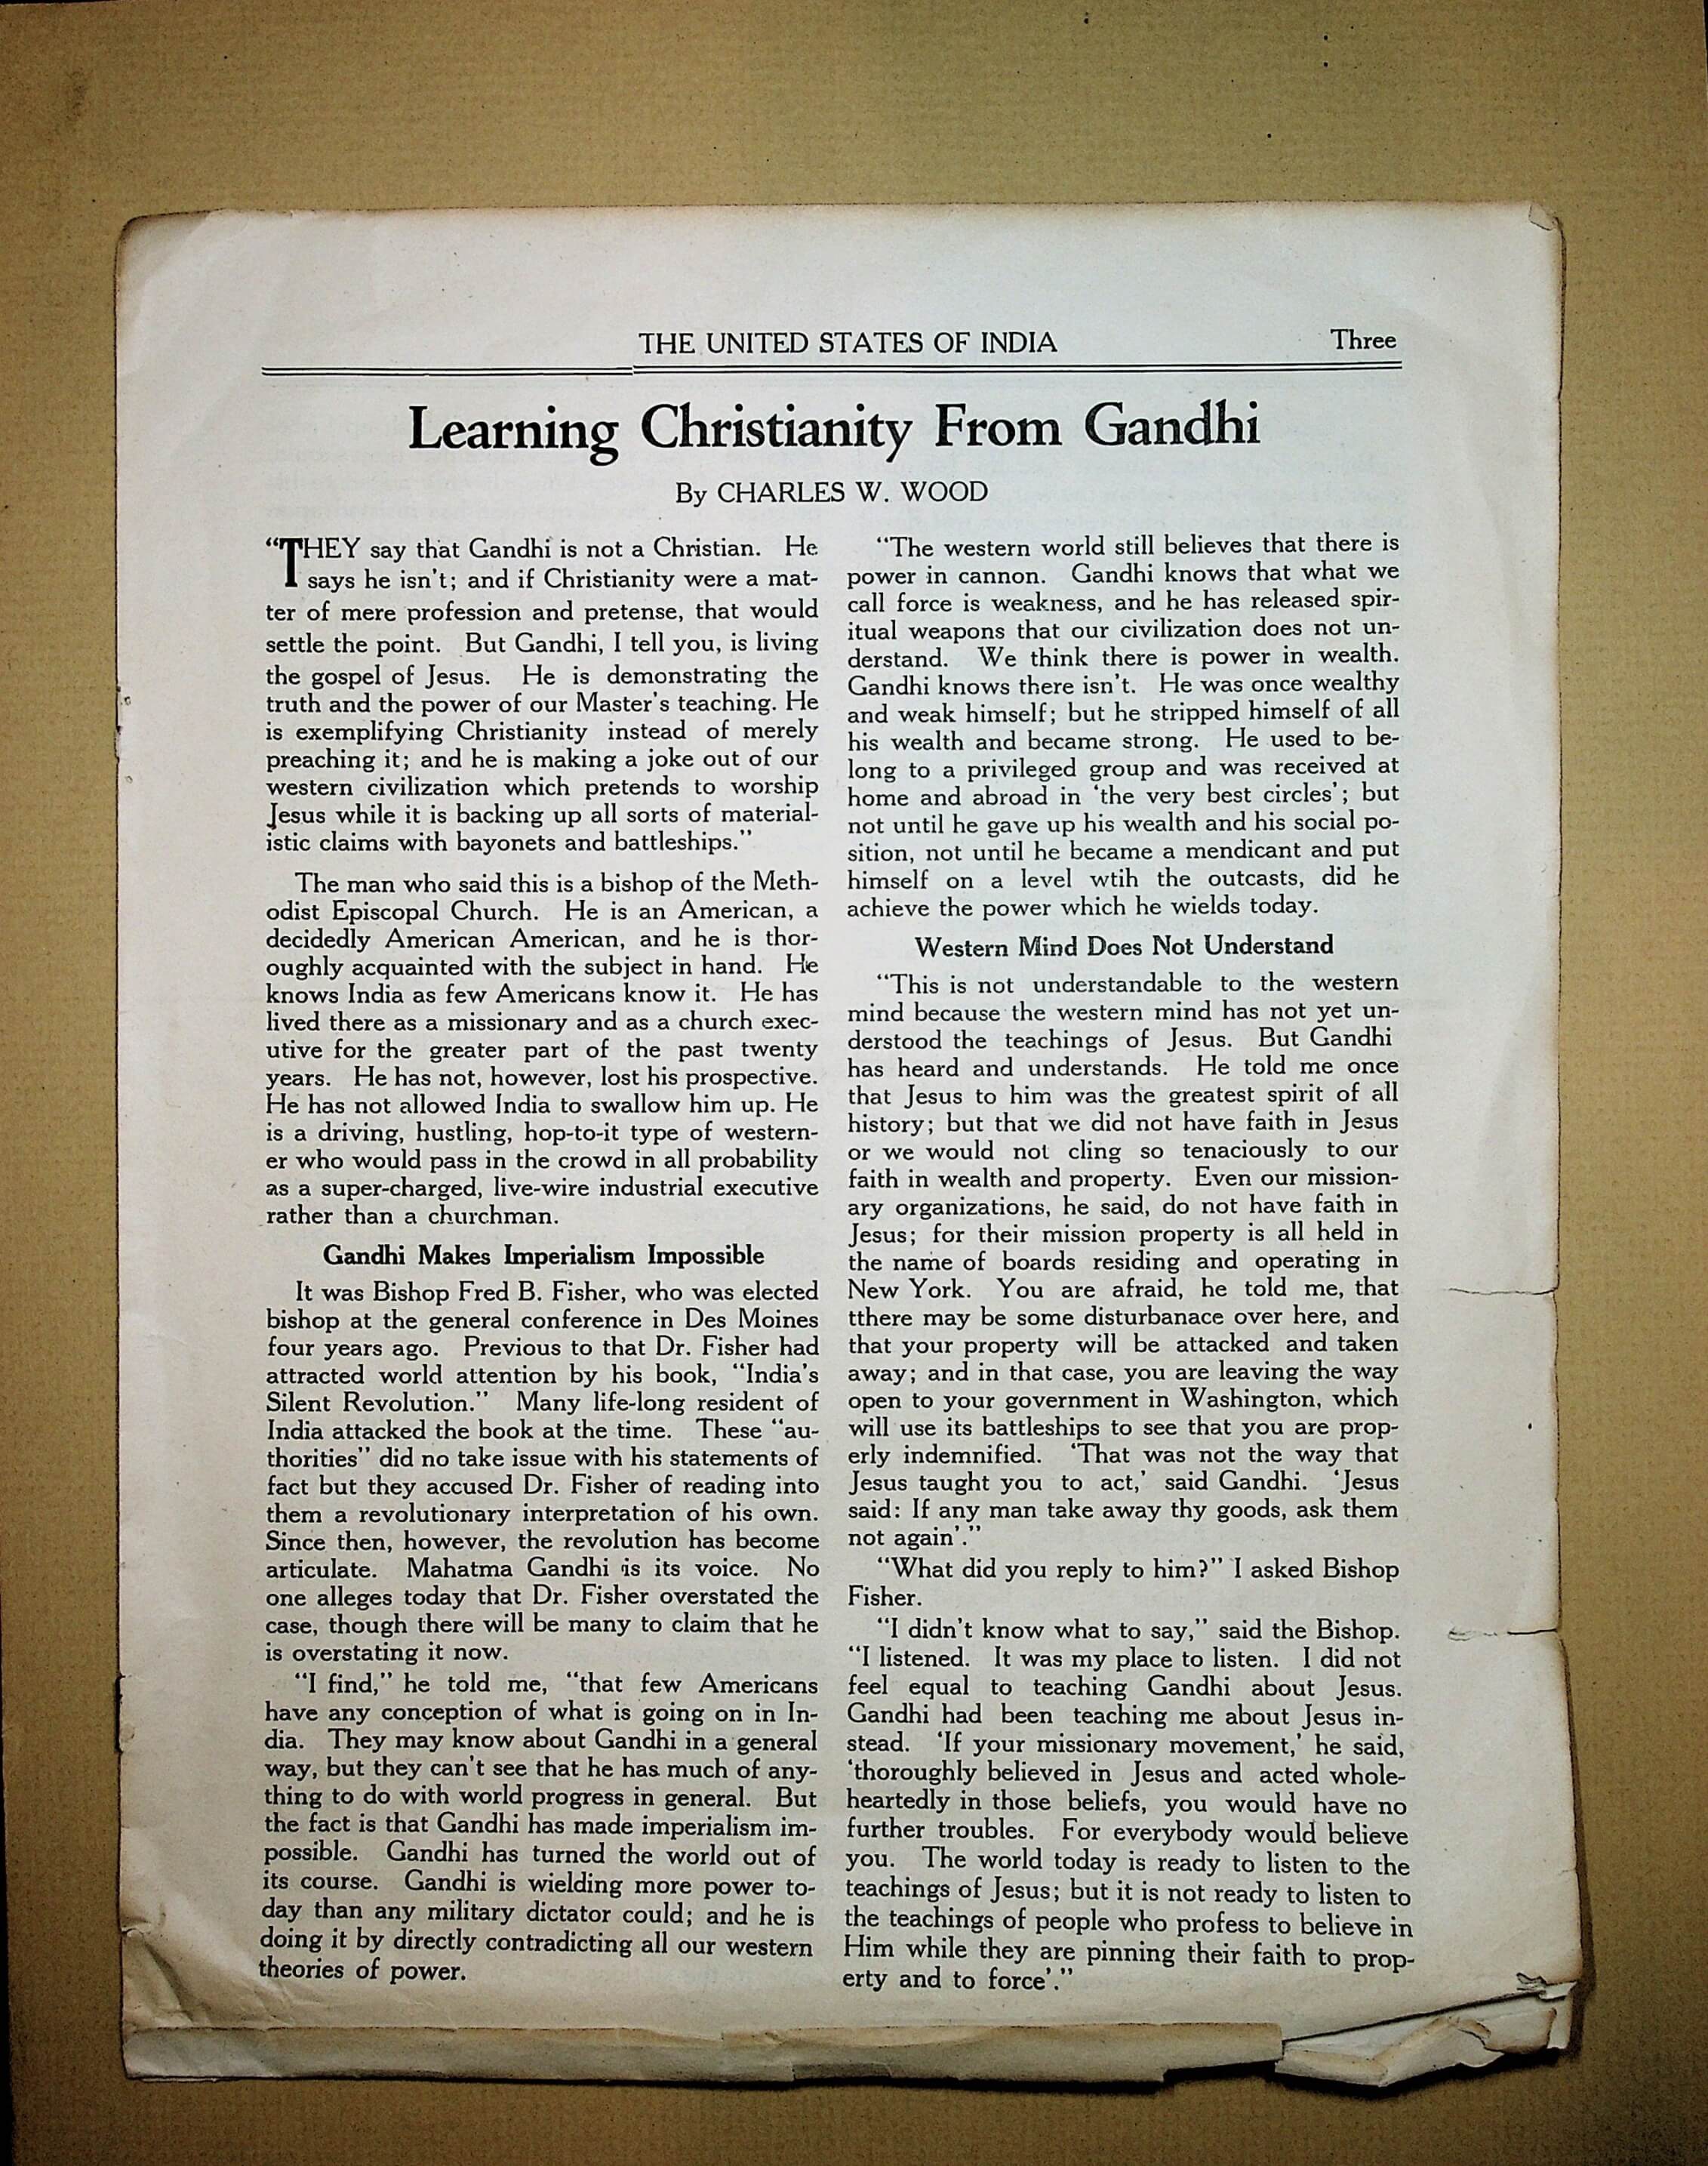 THE UNITED STATES OF INDIA Three
Learning Christianity From Gandhi
By CHARLES W. WOOD
“THEY say that Gandhi is not a Christian. He
says he isn't; and if Christianity were a mat-
ter of mere profession and pretense, that would
settle the point. But Gandhi, I tell you, is living
the gospel of Jesus. He is demonstrating the
truth and the power of our Master's teaching. He
is exemplifying Christianity instead of merely
preaching it; and he is making a joke out of our
western civilization which pretends to worship
Jesus while it is backing up all sorts of material-
istic claims with bayonets and battleships.”
The man who said this is a bishop of the Meth-
odist Episcopal Church. He is an American, a
decidedly American American, and he is thor-
oughly acquainted with the subject in hand. He
knows India as few Americans know it. He has
lived there as a missionary and as a church exec-
utive for the greater part of the past twenty
years. He has not, however, lost his prospective.
He has not allowed India to swallow him up. He
is a driving, hustling, hop-to-it type of western-
er who would pass in the crowd in all probability
as a super-charged, live-wire industrial executive
rather than a churchman.
Gandhi Makes Imperialism Impossible
It was Bishop Fred B. Fisher, who was elected
bishop at the general conference in Des Moines
four years ago. Previous to that Dr. Fisher had
attracted world attention by his book, “India's
Silent Revolution.” Many life-long resident of
India attacked the book at the time. These “au-
thorities” did no take issue with his statements of
fact but they accused Dr. Fisher of reading into
them a revolutionary interpretation of his own.
Since then, however, the revolution has become
articulate. Mahatma Gandhi is its voice. No
one alleges today that Dr. Fisher overstated the
case, though there will be many to claim that he
is overstating it now.
“I find,” he told me, “that few Americans
have any conception of what is going on in In-
dia. They may know about Gandhi in a general
way, but they can't see that he has much of any-
thing to do with world progress in general. But
the fact is that Gandhi has made imperialism im-
possible. Gandhi has turned the world out of
its course. Gandhi is wielding more power to-
day than any military dictator could; and he is
doing it by directly contradicting all our western
theories of power.
“The western world still believes that there is
power in cannon. Gandhi knows that what we
call force is weakness, and he has released spir-
itual weapons that our civilization does not un-
derstand. We think there is power in wealth.
Gandhi knows there isn't. He was once wealthy
and weak himself; but he stripped himself of all
his wealth and became strong. He used to be-
long to a privileged group and was received at
home and abroad in ‘the very best circles’; but
not until he gave up his wealth and his social po-
sition, not until he became a mendicant and put
himself on a level wtih the outcasts, did he
achieve the power which he wields today.
Western Mind Does Not Understand
“This is not understandable to the western
mind because the western mind has not yet un-
derstood the teachings of Jesus. But Gandhi
has heard and understands. He told me once
that Jesus to him was the greatest spirit of all
history; but that we did not have faith in Jesus
or we would not cling so tenaciously to our
faith in wealth and property. Even our mission-
ary organizations, he said, do not have faith in
Jesus; for their mission property is all held in
the name of boards residing and operating in
New York. You are afraid, he told me, that
tthere may be some disturbanace over here, and
that your property will be attacked and taken
away; and in that case, you are leaving the way
open to your government in Washington, which
will use its battleships to see that you are prop-
erly indemnified. ‘That was not the way that
Jesus taught you to act,’ said Gandhi. ‘Jesus
said: If any man take away thy goods, ask them
not again’.”
“What did you reply to him?” I asked Bishop
Fisher.
“I didn't know what to say,” said the Bishop.
“I listened. It was my place to listen. I did not
feel equal to teaching Gandhi about Jesus.
Gandhi had been teaching me about Jesus in-
stead. ‘If your missionary movement,’ he said,
‘thoroughly believed in Jesus and acted whole-
heartedly in those beliefs, you would have no
further troubles. For everybody would believe
you. The world today is ready to listen to the
teachings of Jesus; but it is not ready to listen to
the teachings of people who profess to believe in
Him while they are pinning their faith to prop-
erty and to force’.”